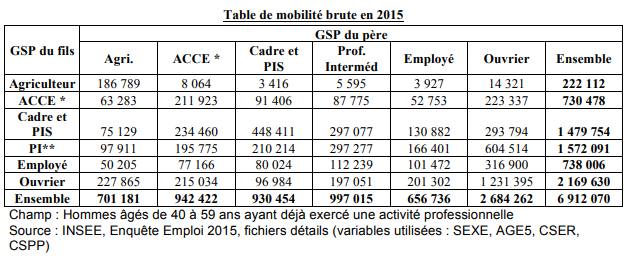 Table de mobilité brute en 2015
GSP du fils GSP du père
Agri. ACCE * Cadre et PIS Prof. Interméd Employé Ouvrier Ensemble
Agriculteur 186 789 8 064 3 416 5 595 3 927 14 321 222 112
ACCE * 63 283 211 923 91 406 87 775 52 753 223 337 730 478
Cadre et PIS 75 129 234 460 448 411 297 077 130 882 293 794 1 479 754
PI** 97 911 195 775 210 214 297 277 166 401 604 514 1 572 091
Employé 50 205 77 166 80 024 112 239 101 472 316 900 738 006
Ouvrier 227 865 215 034 96 984 197 051 201 302 1 231 395 2 169 630
Ensemble 701 181 942 422 930 454 997 015 656 736 2 684 262 6 912 070
Champ : Hommes âgés de 40 à 59 ans ayant déjà exercé une activité professionnelle
Source : INSEE, Enquête Emploi 2015, fichiers détails (variables utilisées : SEXE, AGE5, CSER,
CSPP)